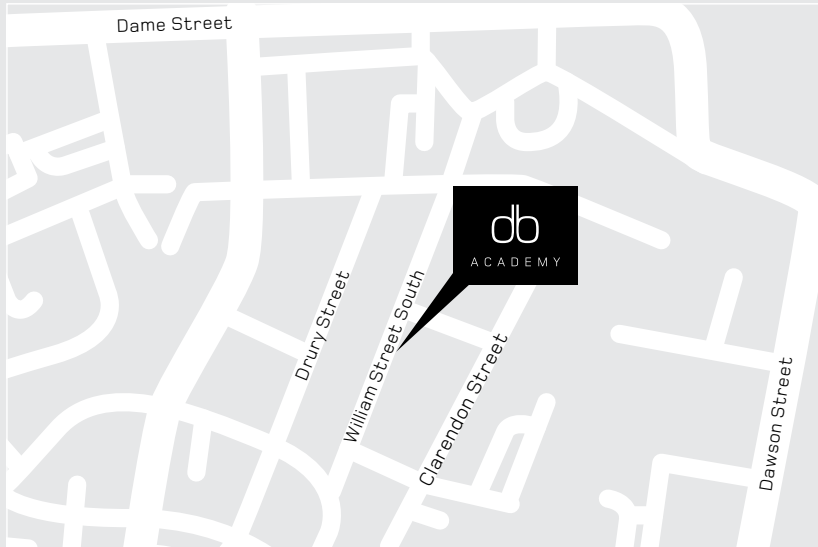 Dame Street
db
ACADEMY
Drury Street
William Street South
Clarendon Street
Dawson Street